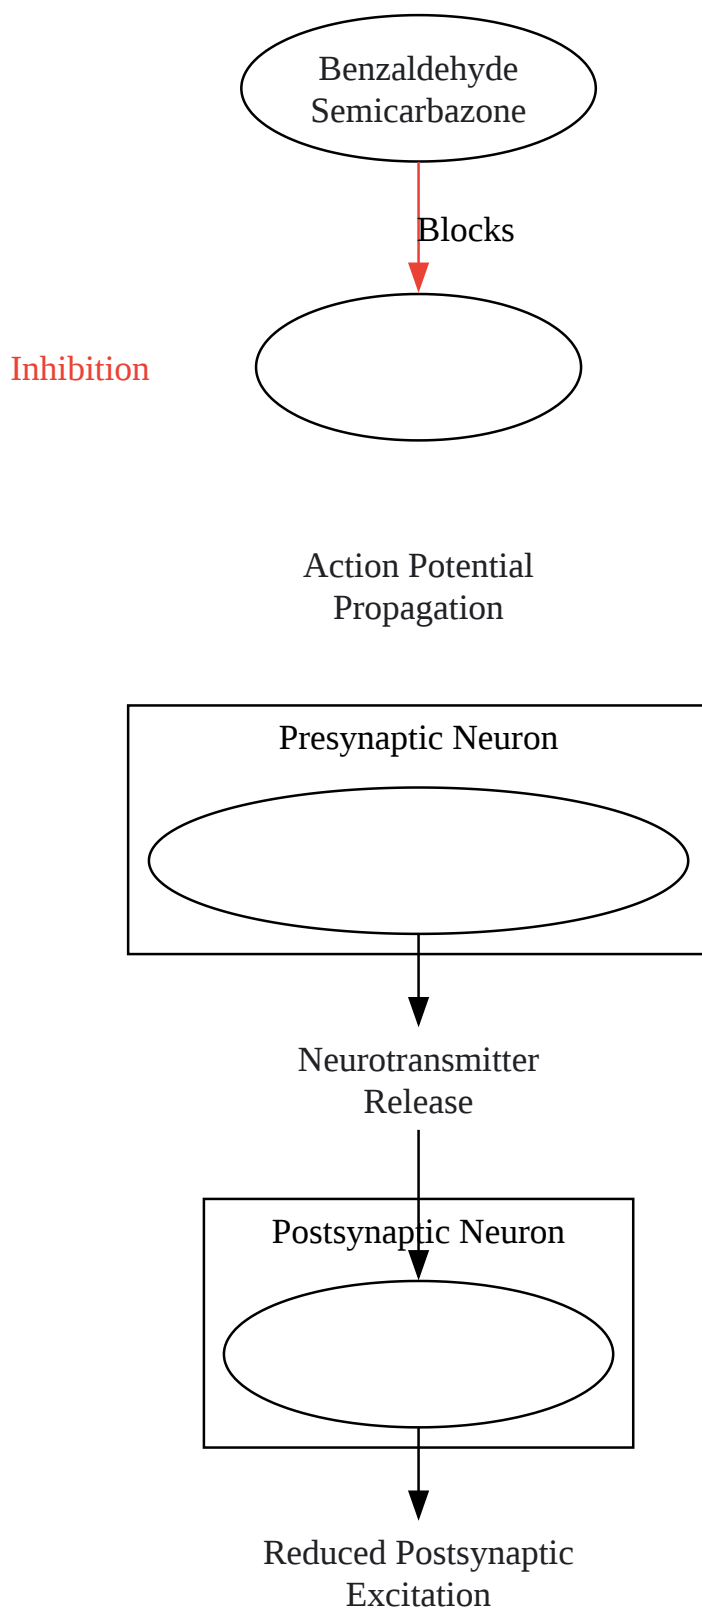 Benzaldehyde
Semicarbazone
Blocks
Inhibition
Action Potential
Propagation
Presynaptic Neuron
Neurotransmitter
Release
Postsynaptic Neuron
Reduced Postsynaptic
Excitation